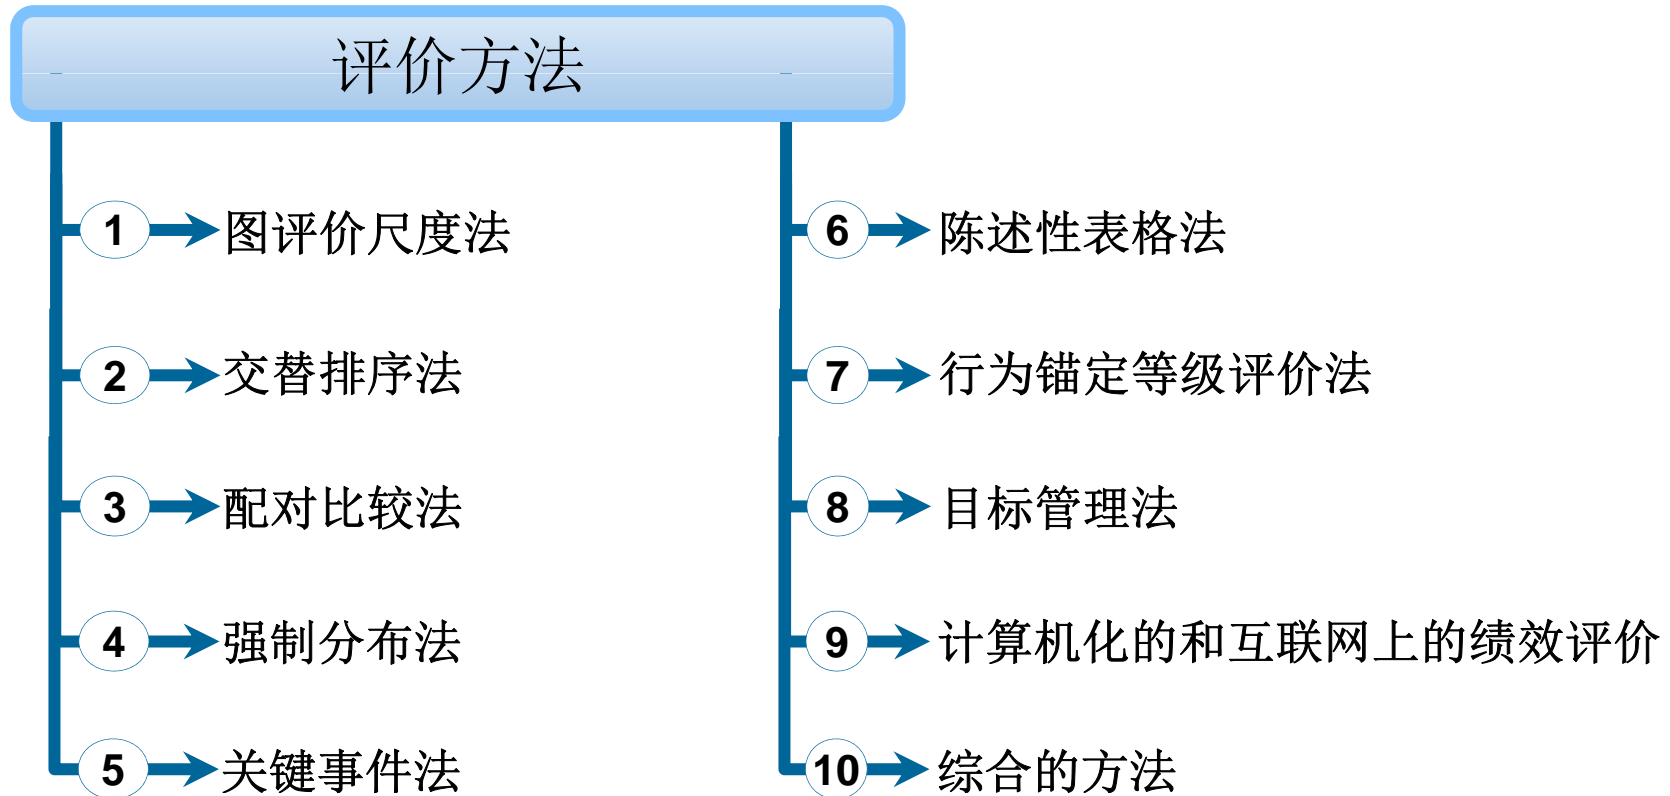 评价方法
1 图评价尺度法
2 交替排序法
3 配对比较法
4 强制分布法
5 关键事件法
6 陈述性表格法
7 行为锚定等级评价法
8 目标管理法
9 计算机化的和互联网上的绩效评价
10 综合的方法